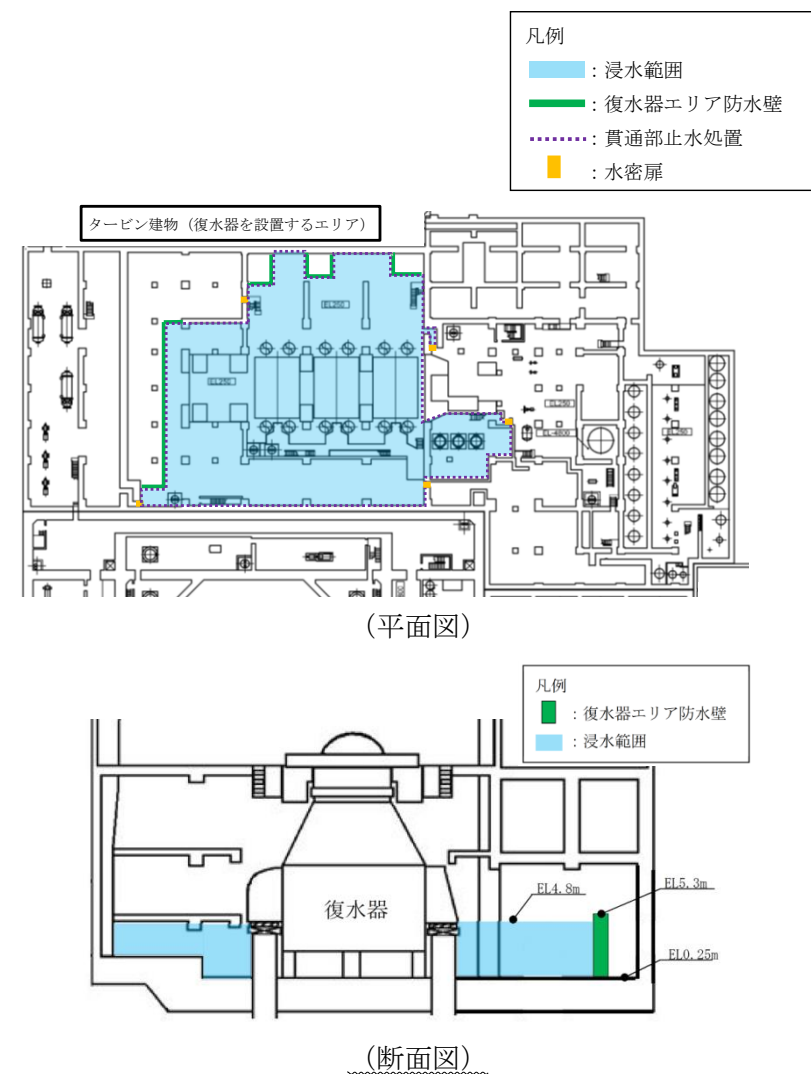 凡例
：浸水範囲
：復水器エリア防水壁
：貫通部止水処置
：水密扉
タービン建物（復水器を設置するエリア）
EL250
EL250
EL250
（平面図）
凡例
：復水器エリア防水壁
：浸水範囲
復水器
EL4.8m
EL5.3m
EL0.25m
（断面図）